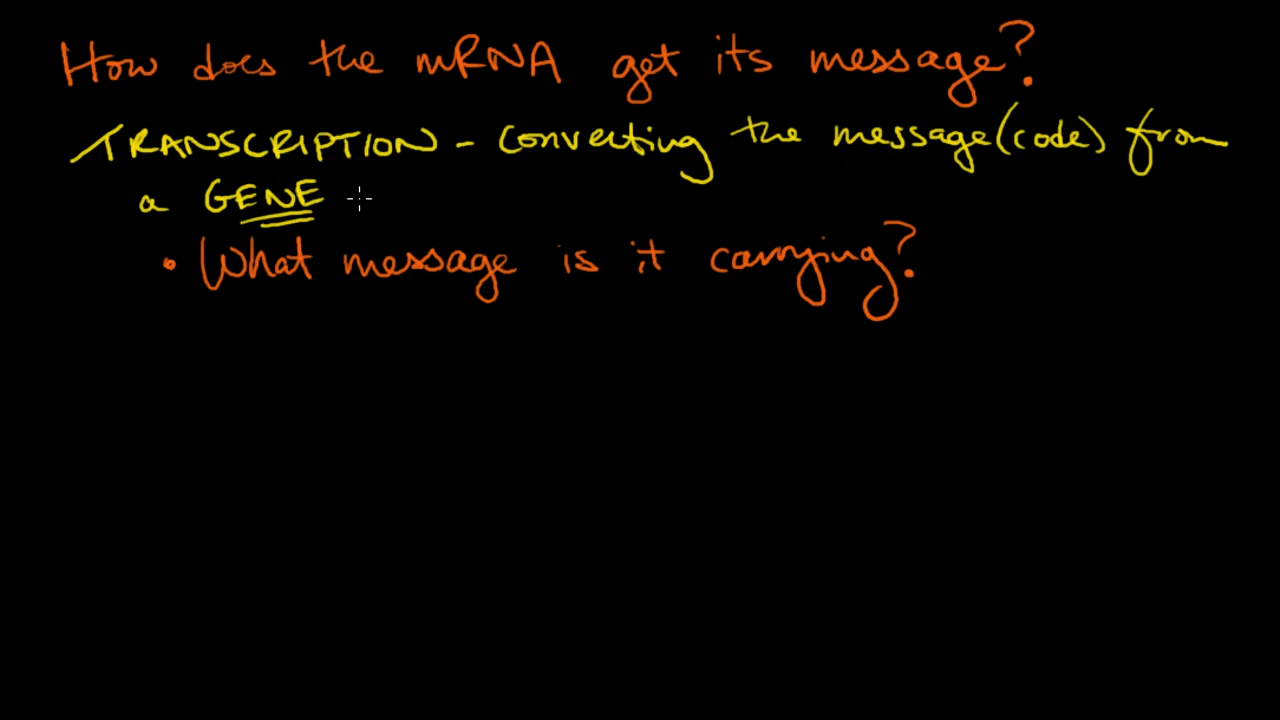 How does the mRNA get its message?
TRANSCRIPTION - Converting the message (code) from
a GENE
• What message is it carrying?